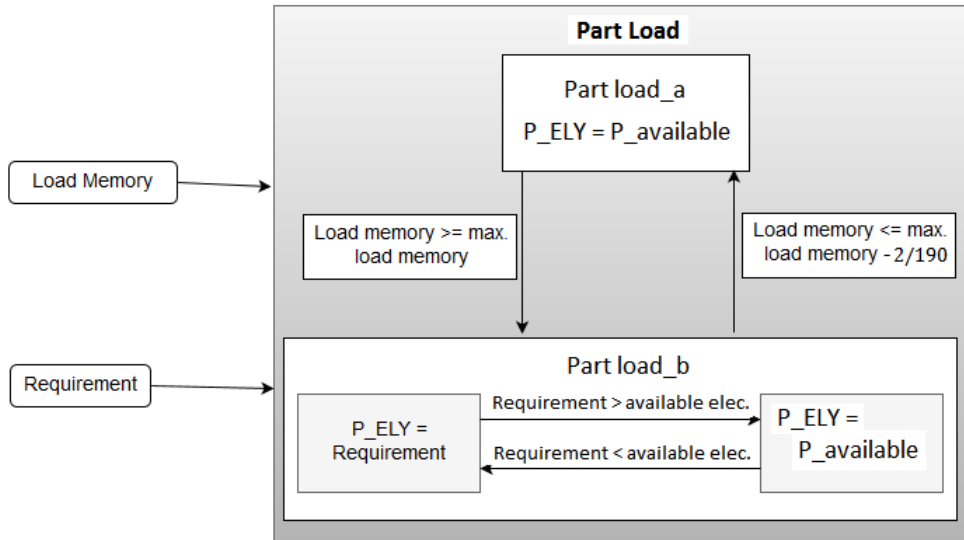 Part Load
Part load_a
P_ELY = P_available
Load Memory
Load memory >= max.
load memory
Load memory <= max.
load memory -2/190
Requirement
Part load_b
P_ELY =
Requirement
Requirement > available elec.
Requirement < available elec.
P_ELY =
P_available